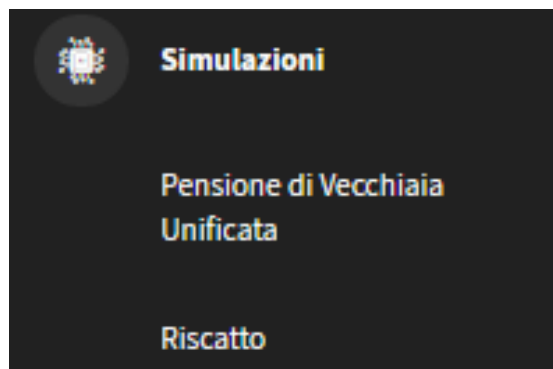 Simulazioni
Pensione di Vecchiaia
Unificata
Riscatto